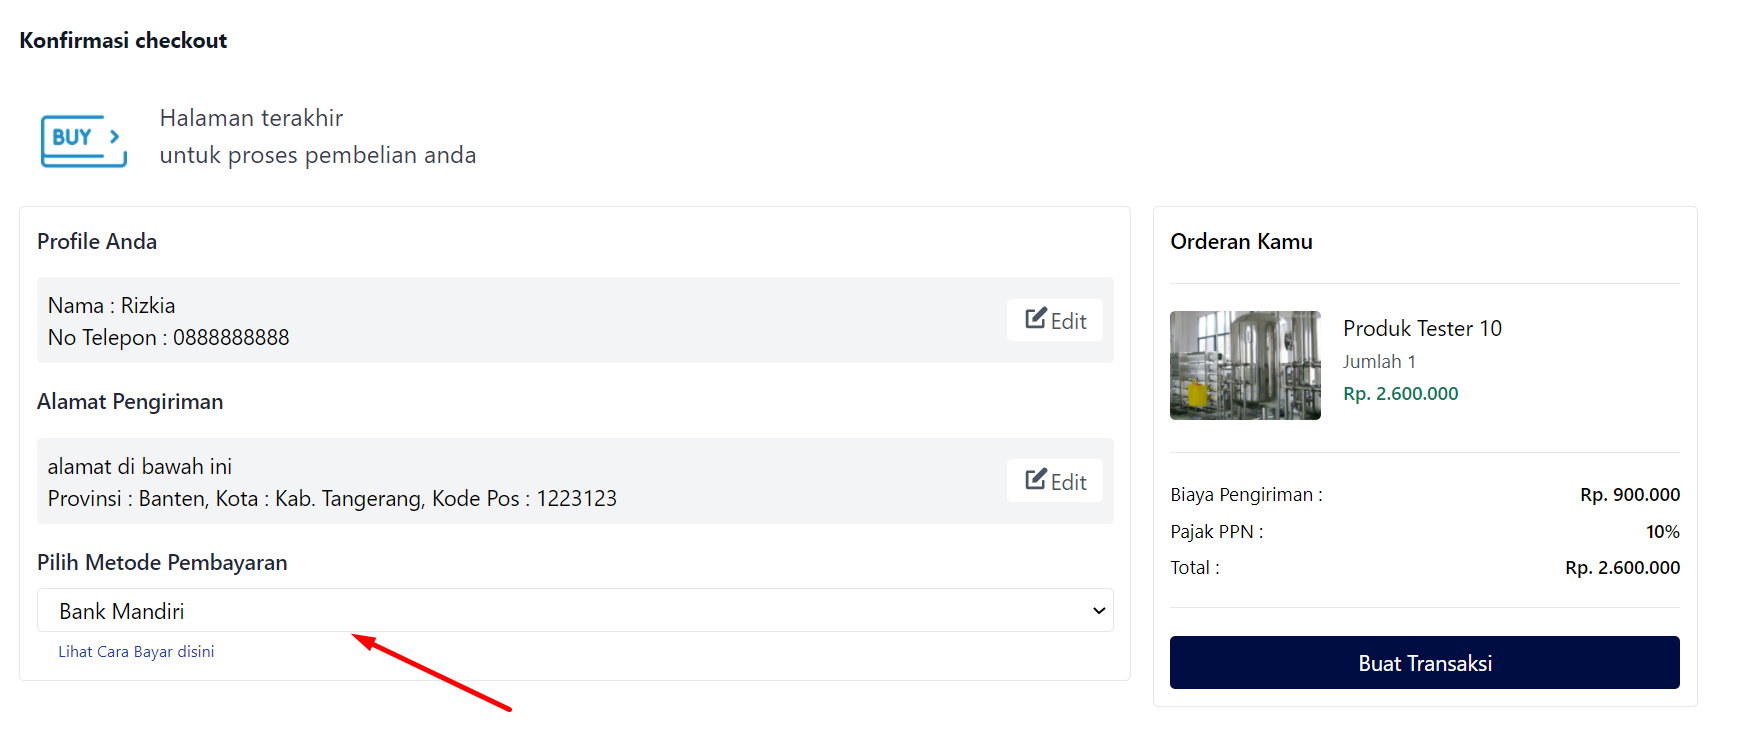 Konfirmasi checkout
BUY
Halaman terakhir
untuk proses pembelian anda
Profile Anda
Nama : Rizkia
No Telepon : 0888888888
Edit
Alamat Pengiriman
alamat di bawah ini
Provinsi : Banten, Kota : Kab. Tangerang, Kode Pos : 1223123
Edit
Pilih Metode Pembayaran
Bank Mandiri
Lihat Cara Bayar disini
Orderan Kamu
Produk Tester 10
Jumlah 1
Rp. 2.600.000
Biaya Pengiriman : Rp. 900.000
Pajak PPN : 10%
Total : Rp. 2.600.000
Buat Transaksi